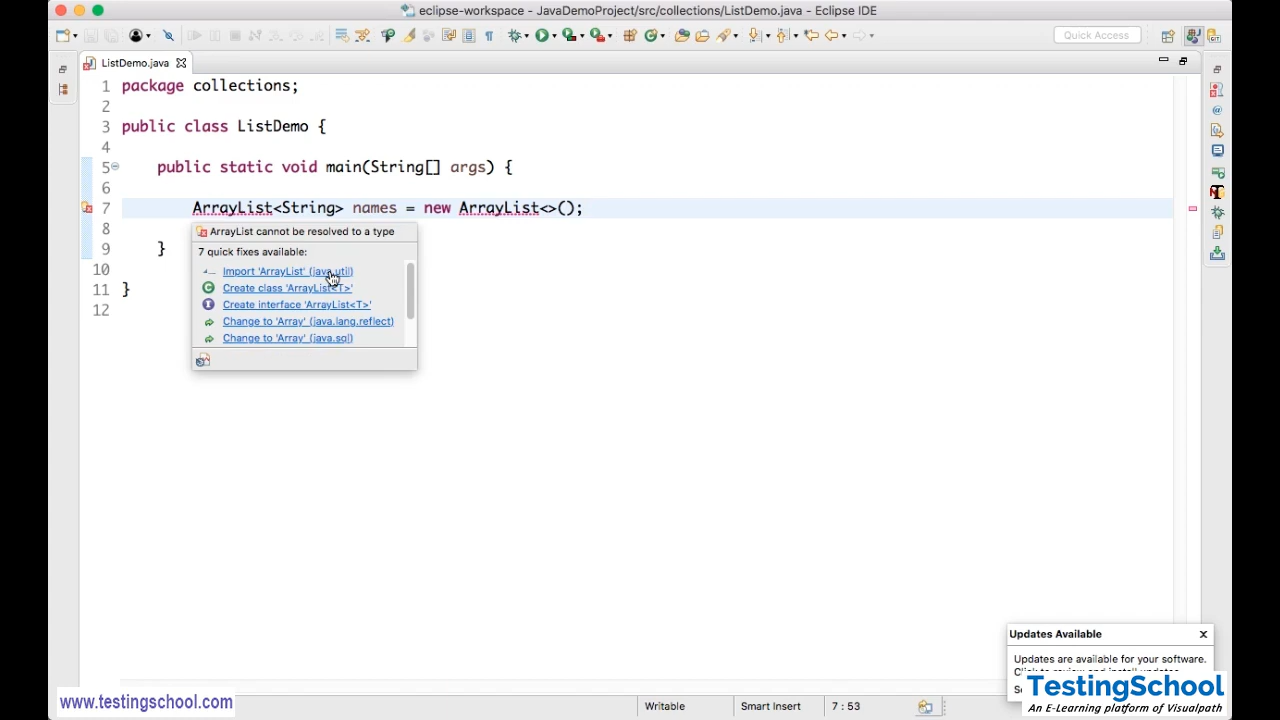 eclipse-workspace - JavaDemoProject/src/collections/ListDemo.java - Eclipse IDE
Quick Access
ListDemo.java
1 package collections;
2
3 public class ListDemo {
4
5 public static void main(String[] args) {
6
7 ArrayList<String> names = new ArrayList<>();
8
9 }
10
11 }
12
ArrayList cannot be resolved to a type
7 quick fixes available:
Import 'ArrayList' (java.util)
Create class 'ArrayList<T>'
Create interface 'ArrayList<T>'
Change to 'Array' (java.lang.reflect)
Change to 'Array' (java.sql)
Updates Available
Updates are available for your software.
www.testingschool.com
Writable
Smart Insert
7 : 53
TestingSchool
An E-Learning platform of Visualpath